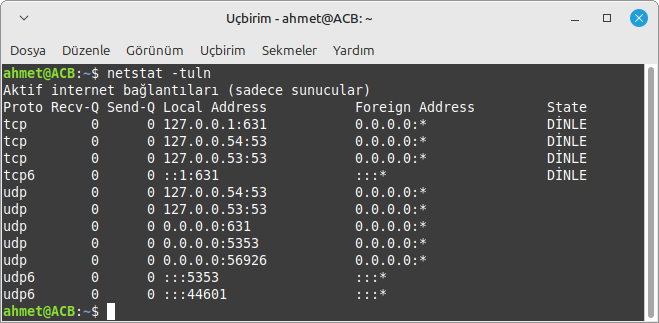 Uçbirim - ahmet@ACB: ~
Dosya Düzenle Görünüm Uçbirim Sekmeler Yardım
ahmet@ACB:~$ netstat -tuln
Aktif internet bağlantıları (sadece sunucular)
Proto Recv-Q Send-Q Local Address Foreign Address State
tcp 0 0 127.0.0.1:631 0.0.0.0:* DİNLE
tcp 0 0 127.0.0.54:53 0.0.0.0:* DİNLE
tcp 0 0 127.0.0.53:53 0.0.0.0:* DİNLE
tcp6 0 0 ::1:631 :::* DİNLE
udp 0 0 127.0.0.54:53 0.0.0.0:*
udp 0 0 127.0.0.53:53 0.0.0.0:*
udp 0 0 0.0.0.0:631 0.0.0.0:*
udp 0 0 0.0.0.0:5353 0.0.0.0:*
udp 0 0 0.0.0.0:56926 0.0.0.0:*
udp6 0 0 :::5353 :::*
udp6 0 0 :::44601 :::*
ahmet@ACB:~$